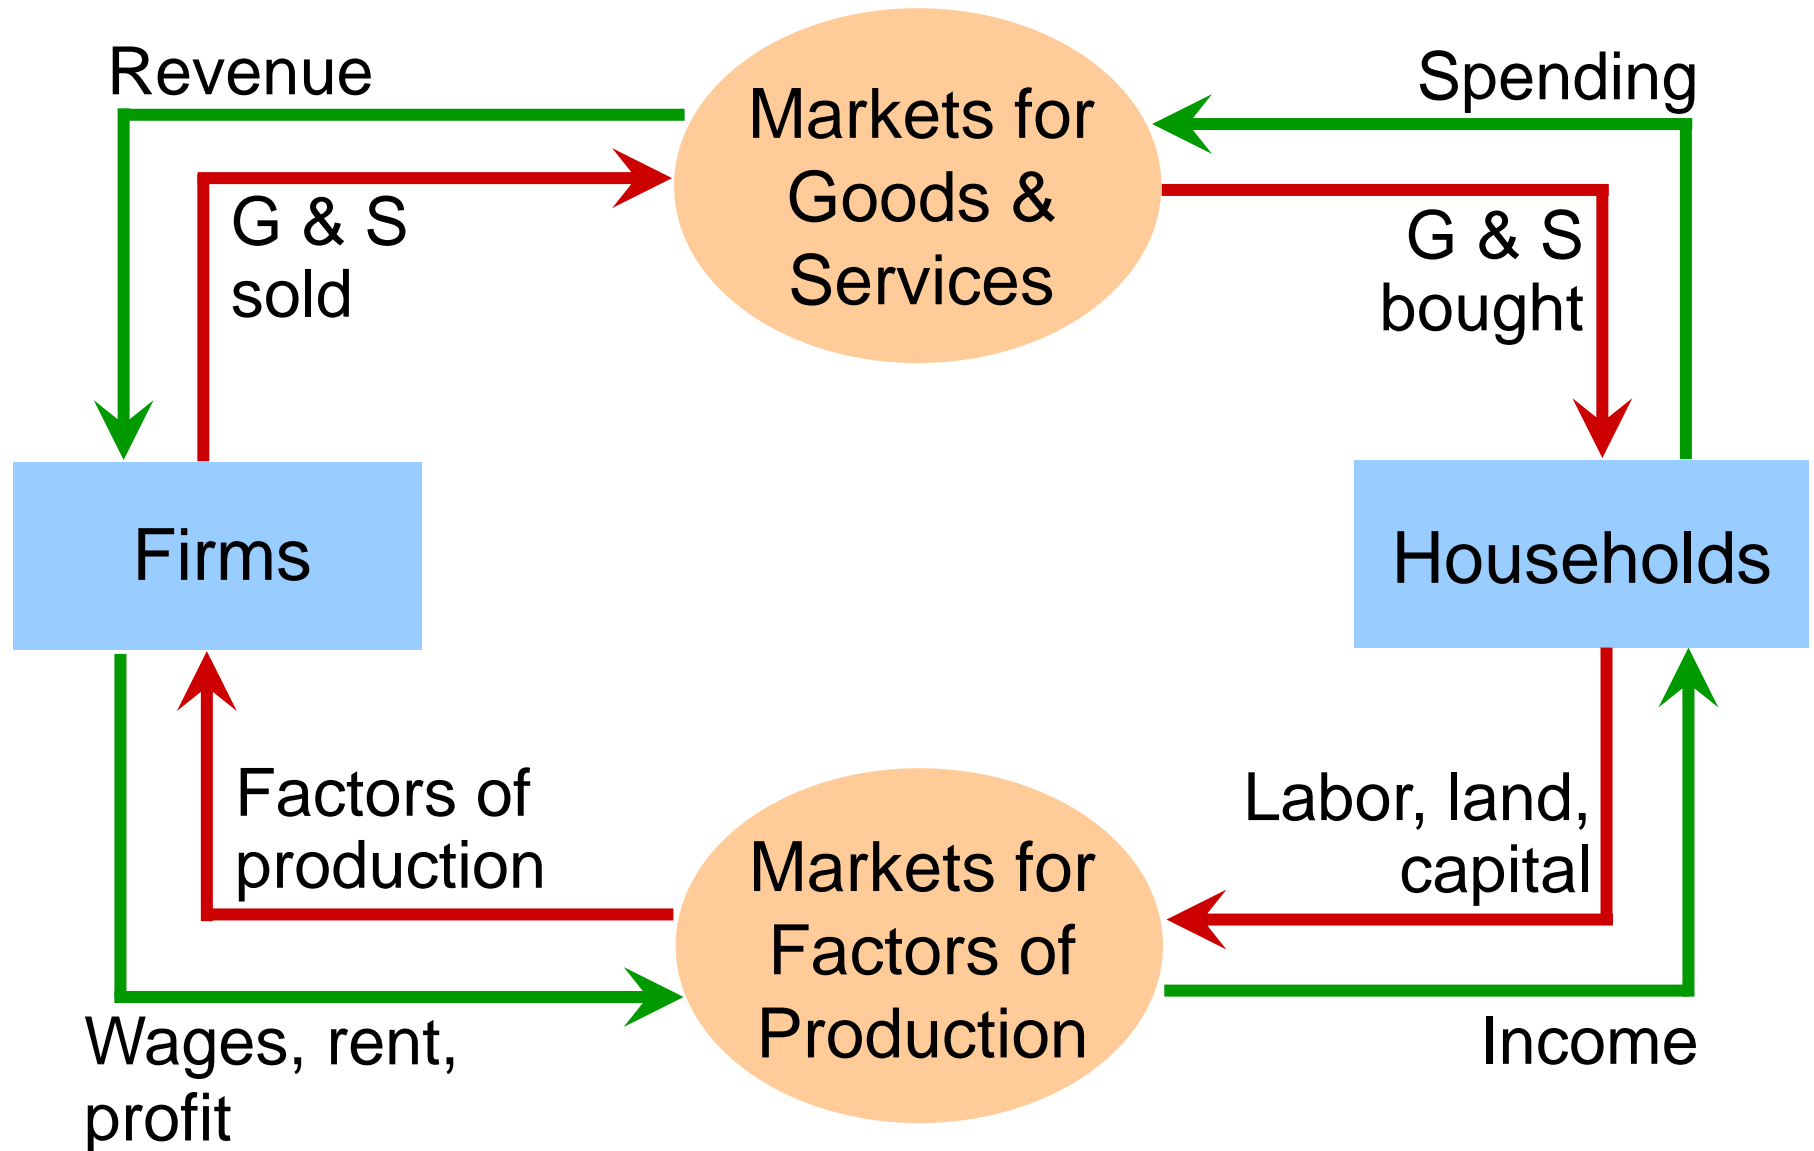 Revenue
Markets for
Goods &
Services
Spending
G & S
sold
G & S
bought
Firms
Households
Factors of
production
Markets for
Factors of
Production
Labor, land,
capital
Wages, rent,
profit
Income